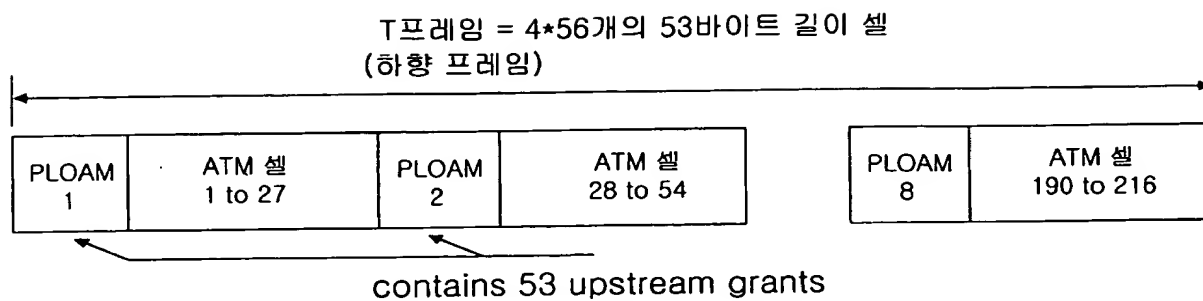 T프레임 = 4*56개의 53바이트 길이 셀
(하향 프레임)
PLOAM
1
ATM 셀
1 to 27
PLOAM
2
ATM 셀
28 to 54
PLOAM
8
ATM 셀
190 to 216
contains 53 upstream grants